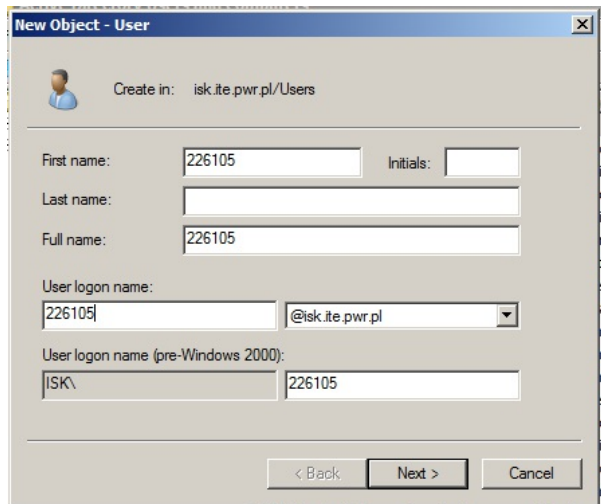 New Object - User
Create in: isk.ite.pwr.pl/Users
First name: 226105 Initials:
Last name:
Full name: 226105
User logon name:
226105 @isk.ite.pwr.pl
User logon name (pre-Windows 2000):
ISK\ 226105
< Back Next > Cancel